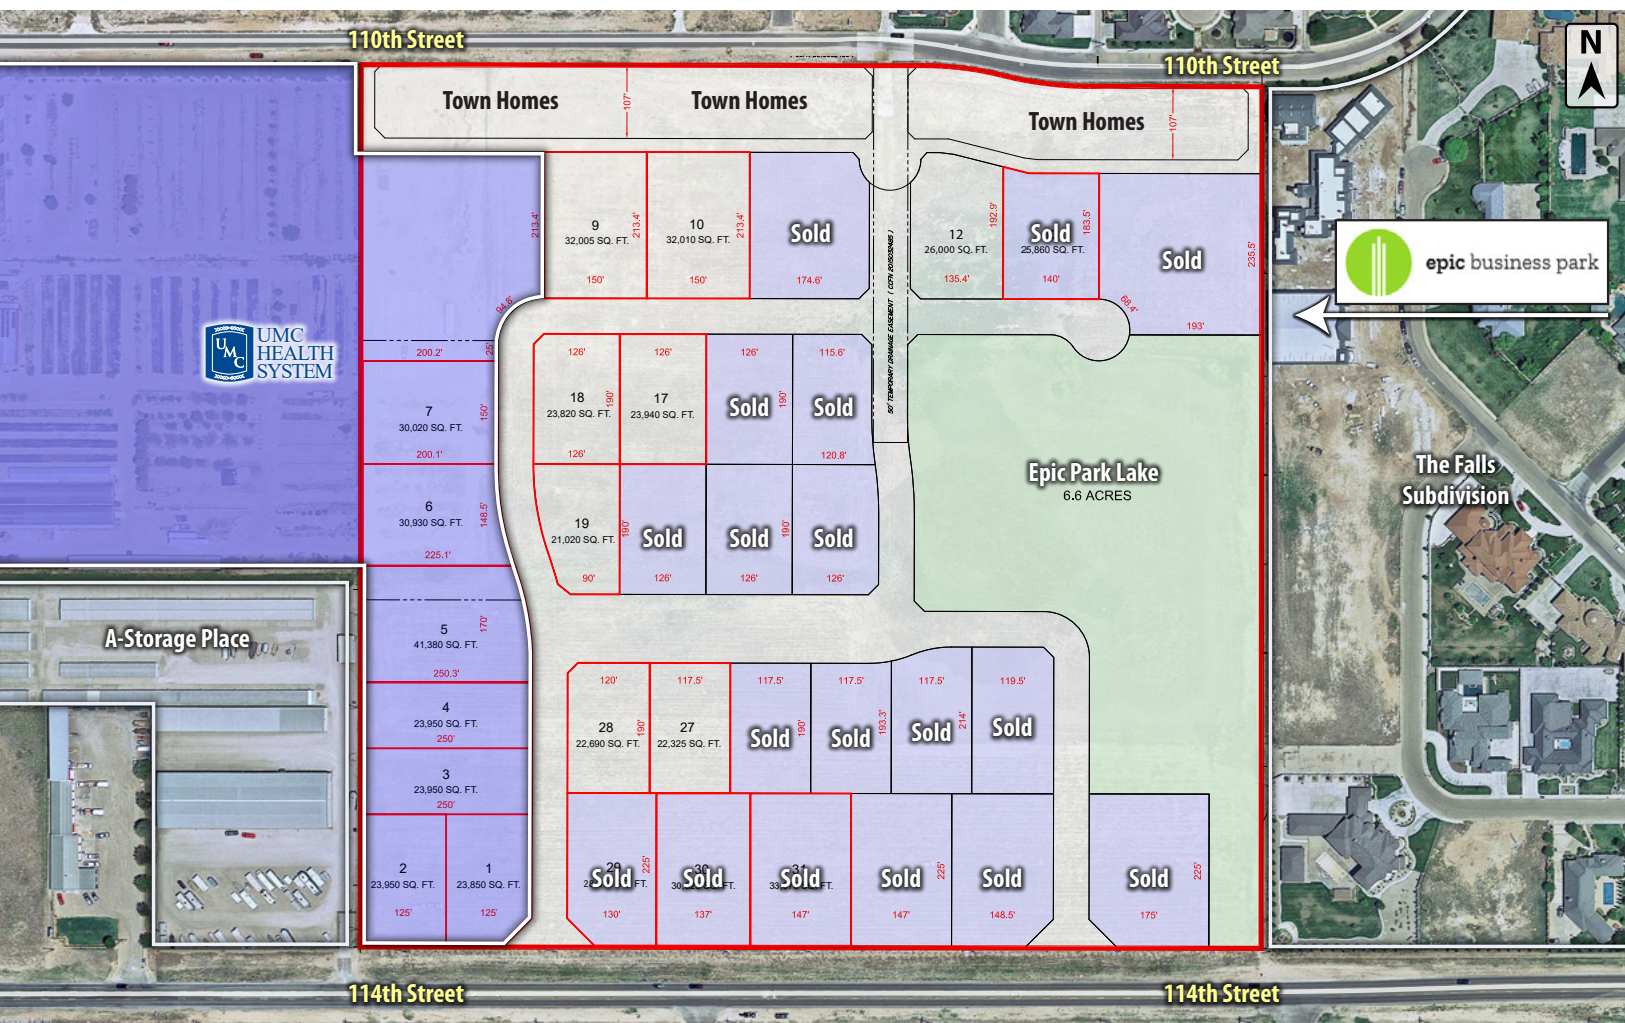 110th Street
110th Street
N
Town Homes
107'
Town Homes
Town Homes
107'
213.4'
94.8'
9
32,005 SQ. FT.
213.4'
150'
10
32,010 SQ. FT.
213.4'
150'
Sold
174.6'
50' TEMPORARY DRAINAGE EASEMENT
12
26,000 SQ. FT.
192.9'
135.4'
Sold
25,860 SQ. FT.
183.5'
140'
Sold
235.5'
68.4'
193'
epic business park
UMC
UMC
HEALTH
SYSTEM
200.2'
25'
7
30,020 SQ. FT.
150'
200.1'
6
30,930 SQ. FT.
148.5'
225.1'
126'
18
23,820 SQ. FT.
190'
126'
126'
17
23,940 SQ. FT.
126'
Sold
190'
115.6'
Sold
120.8'
19
21,020 SQ. FT.
190'
90'
Sold
126'
Sold
190'
126'
Sold
126'
Epic Park Lake
6.6 ACRES
The Falls
Subdivision
A-Storage Place
5
41,380 SQ. FT.
170'
250.3'
4
23,950 SQ. FT.
250'
3
23,950 SQ. FT.
250'
2
23,950 SQ. FT.
125'
1
23,850 SQ. FT.
125'
120'
28
22,690 SQ. FT.
190'
117.5'
27
22,325 SQ. FT.
117.5'
Sold
190'
117.5'
Sold
193.3'
117.5'
Sold
214'
119.5'
Sold
29
Sold
225'
130'
30
Sold
137'
31
Sold
147'
Sold
225'
147'
Sold
148.5'
Sold
225'
175'
114th Street
114th Street